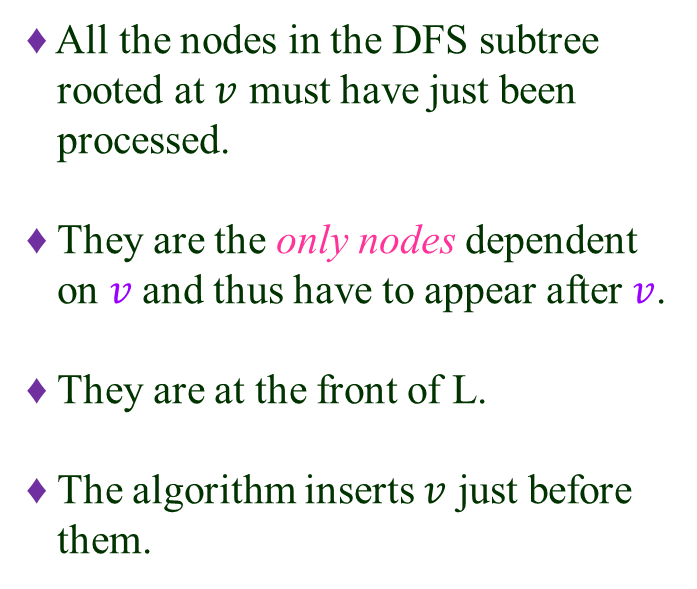 ♦ All the nodes in the DFS subtree
rooted at v must have just been
processed.
♦ They are the only nodes dependent
on v and thus have to appear after v.
♦ They are at the front of L.
♦ The algorithm inserts v just before
them.